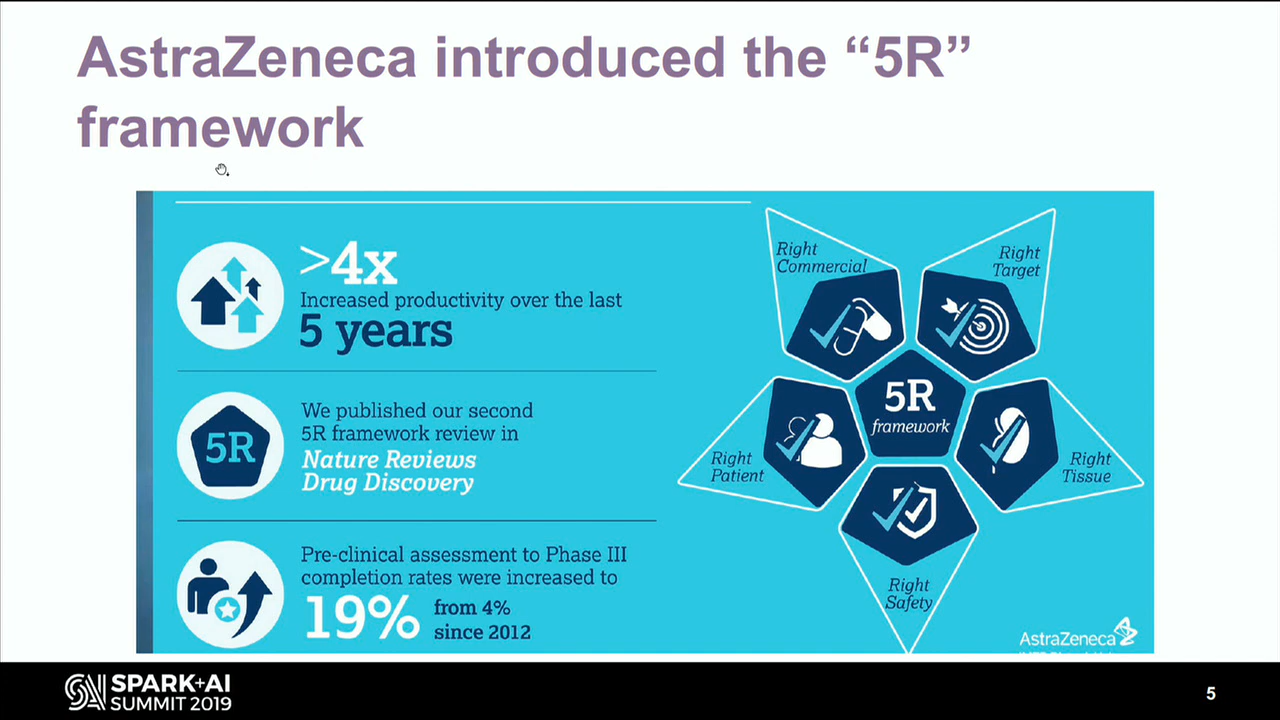 AstraZeneca introduced the “5R”
framework
>4x
Increased productivity over the last
5 years
5R
We published our second
5R framework review in
Nature Reviews
Drug Discovery
Pre-clinical assessment to Phase III
completion rates were increased to
19% from 4%
since 2012
Right
Commercial
Right
Target
5R
framework
Right
Patient
Right
Tissue
Right
Safety
AstraZeneca
SPARK+AI
SUMMIT 2019
5